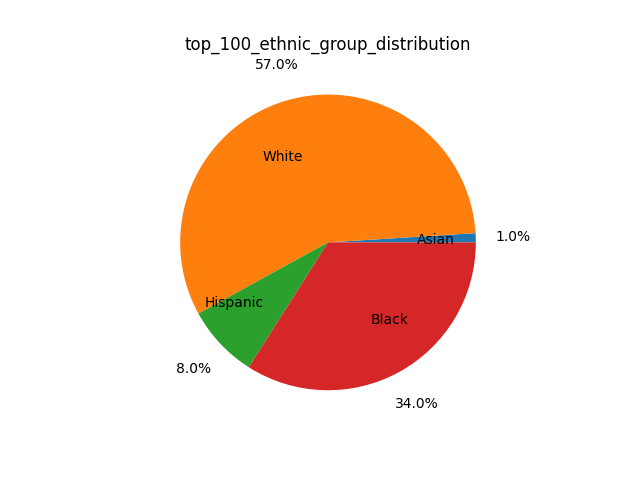 top_100_ethnic_group_distribution
57.0%
White
Asian
1.0%
Hispanic
Black
8.0%
34.0%